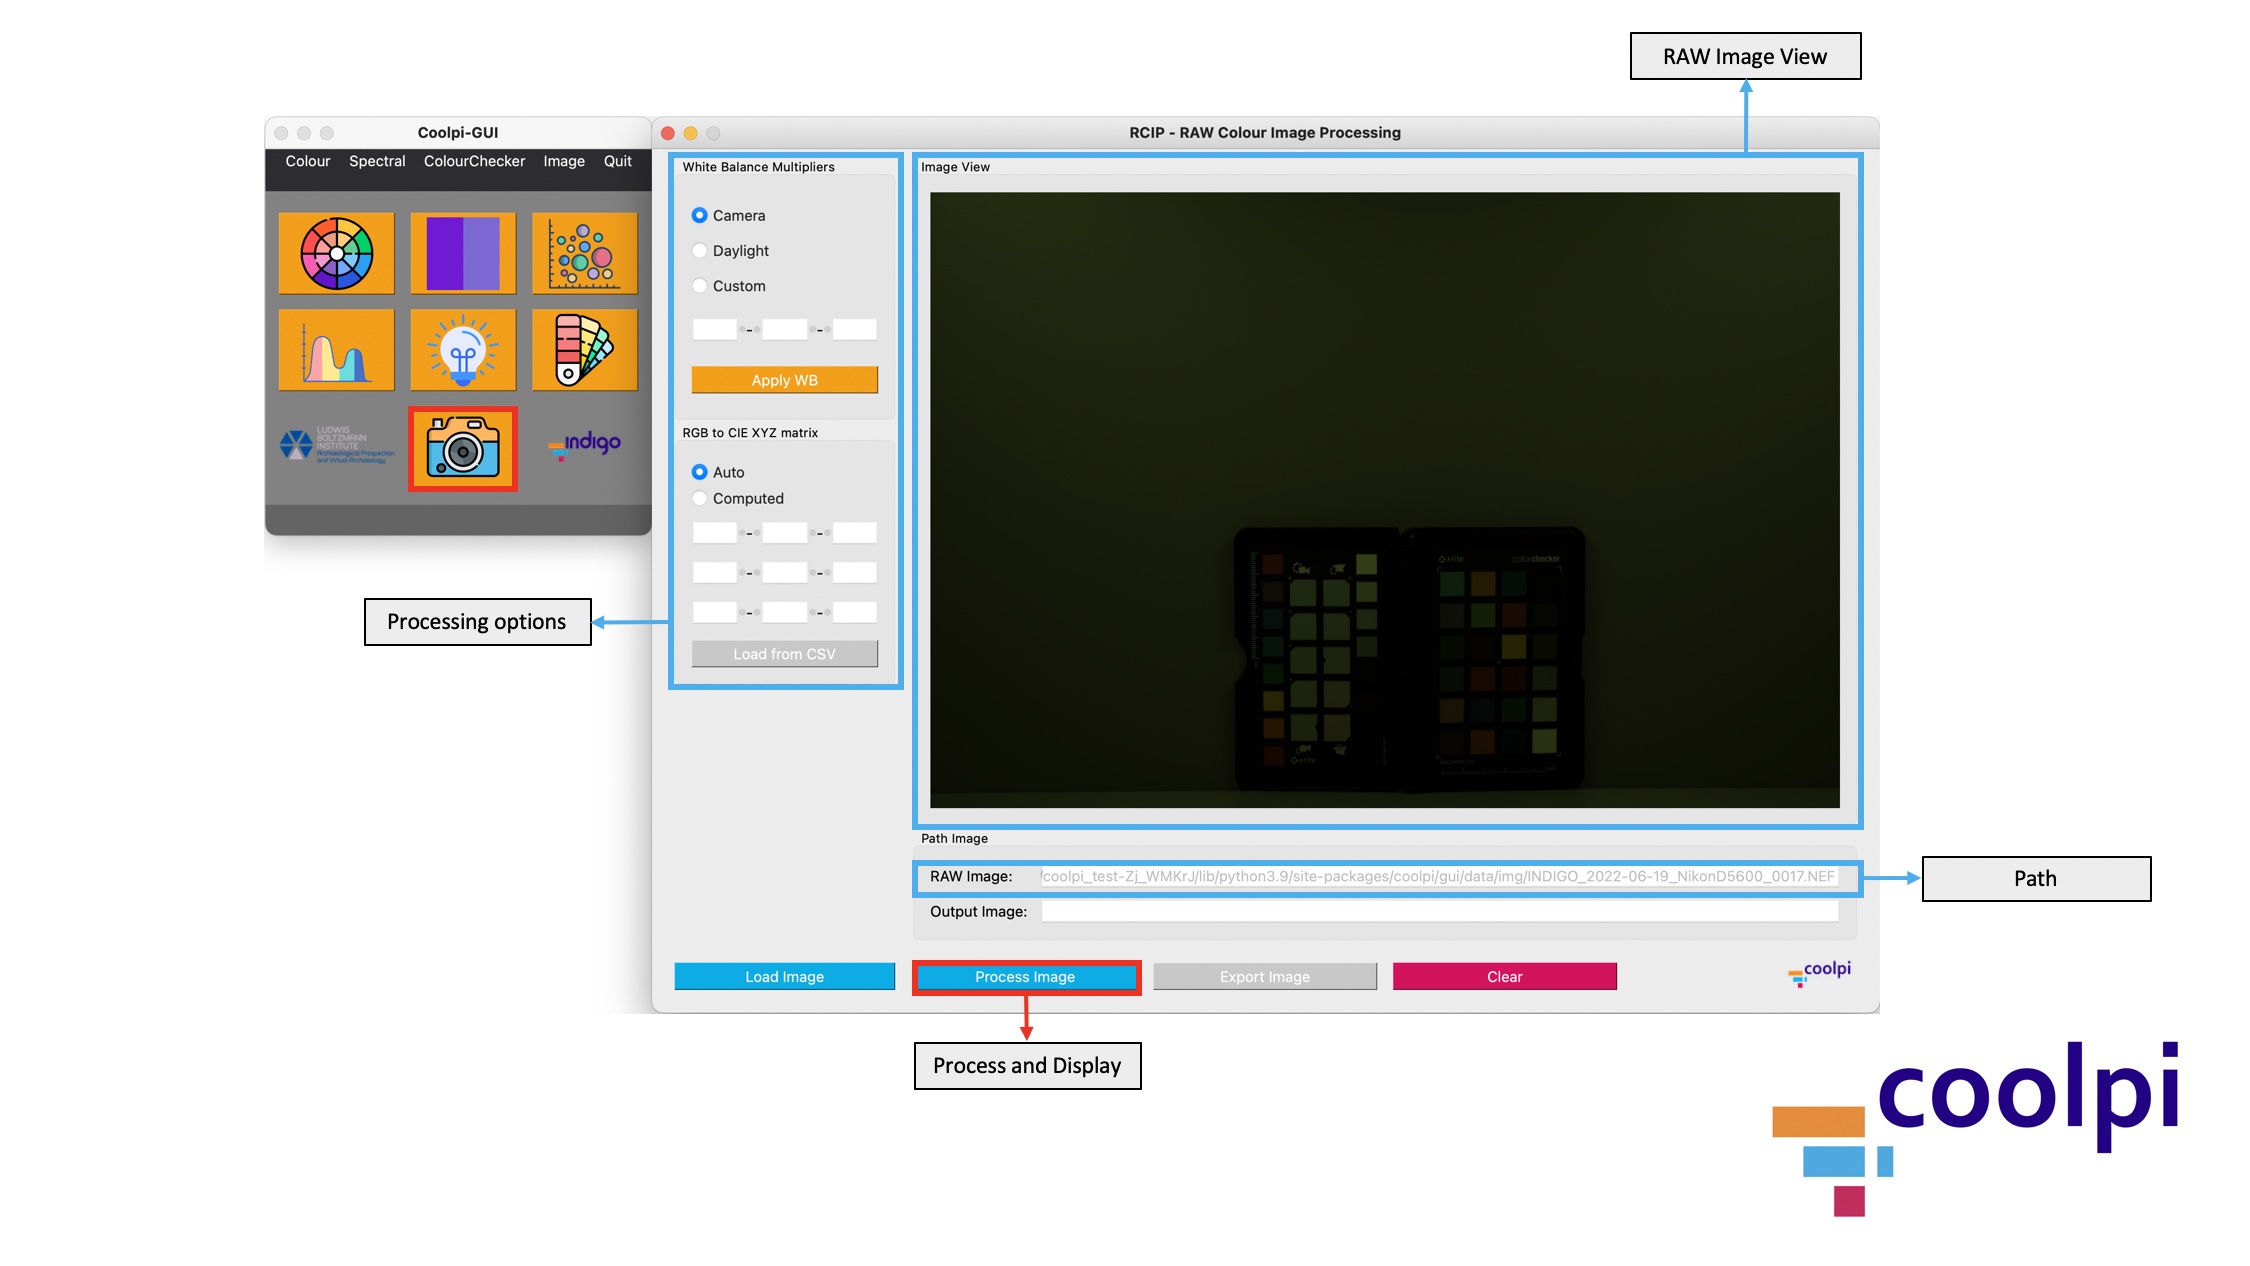 RAW Image View
Coolpi-GUI
Colour Spectral ColourChecker Image Quit
LUDWIG
BOLTZMANN
INSTITUTE
Archaeological Prospection
and Virtual Archaeology
indigo
RCIP - RAW Colour Image Processing
White Balance Multipliers
Camera
Daylight
Custom
- -
Apply WB
RGB to CIE XYZ matrix
Auto
Computed
- -
- -
- -
Load from CSV
Processing options
Image View
x-rite colorchecker
x-rite
Path Image
RAW Image: /coolpi_test-Zj_WMKrJ/lib/python3.9/site-packages/coolpi/gui/data/img/INDIGO_2022-06-19_NikonD5600_0017.NEF
Output Image:
Path
Load Image Process Image Export Image Clear
coolpi
Process and Display
coolpi